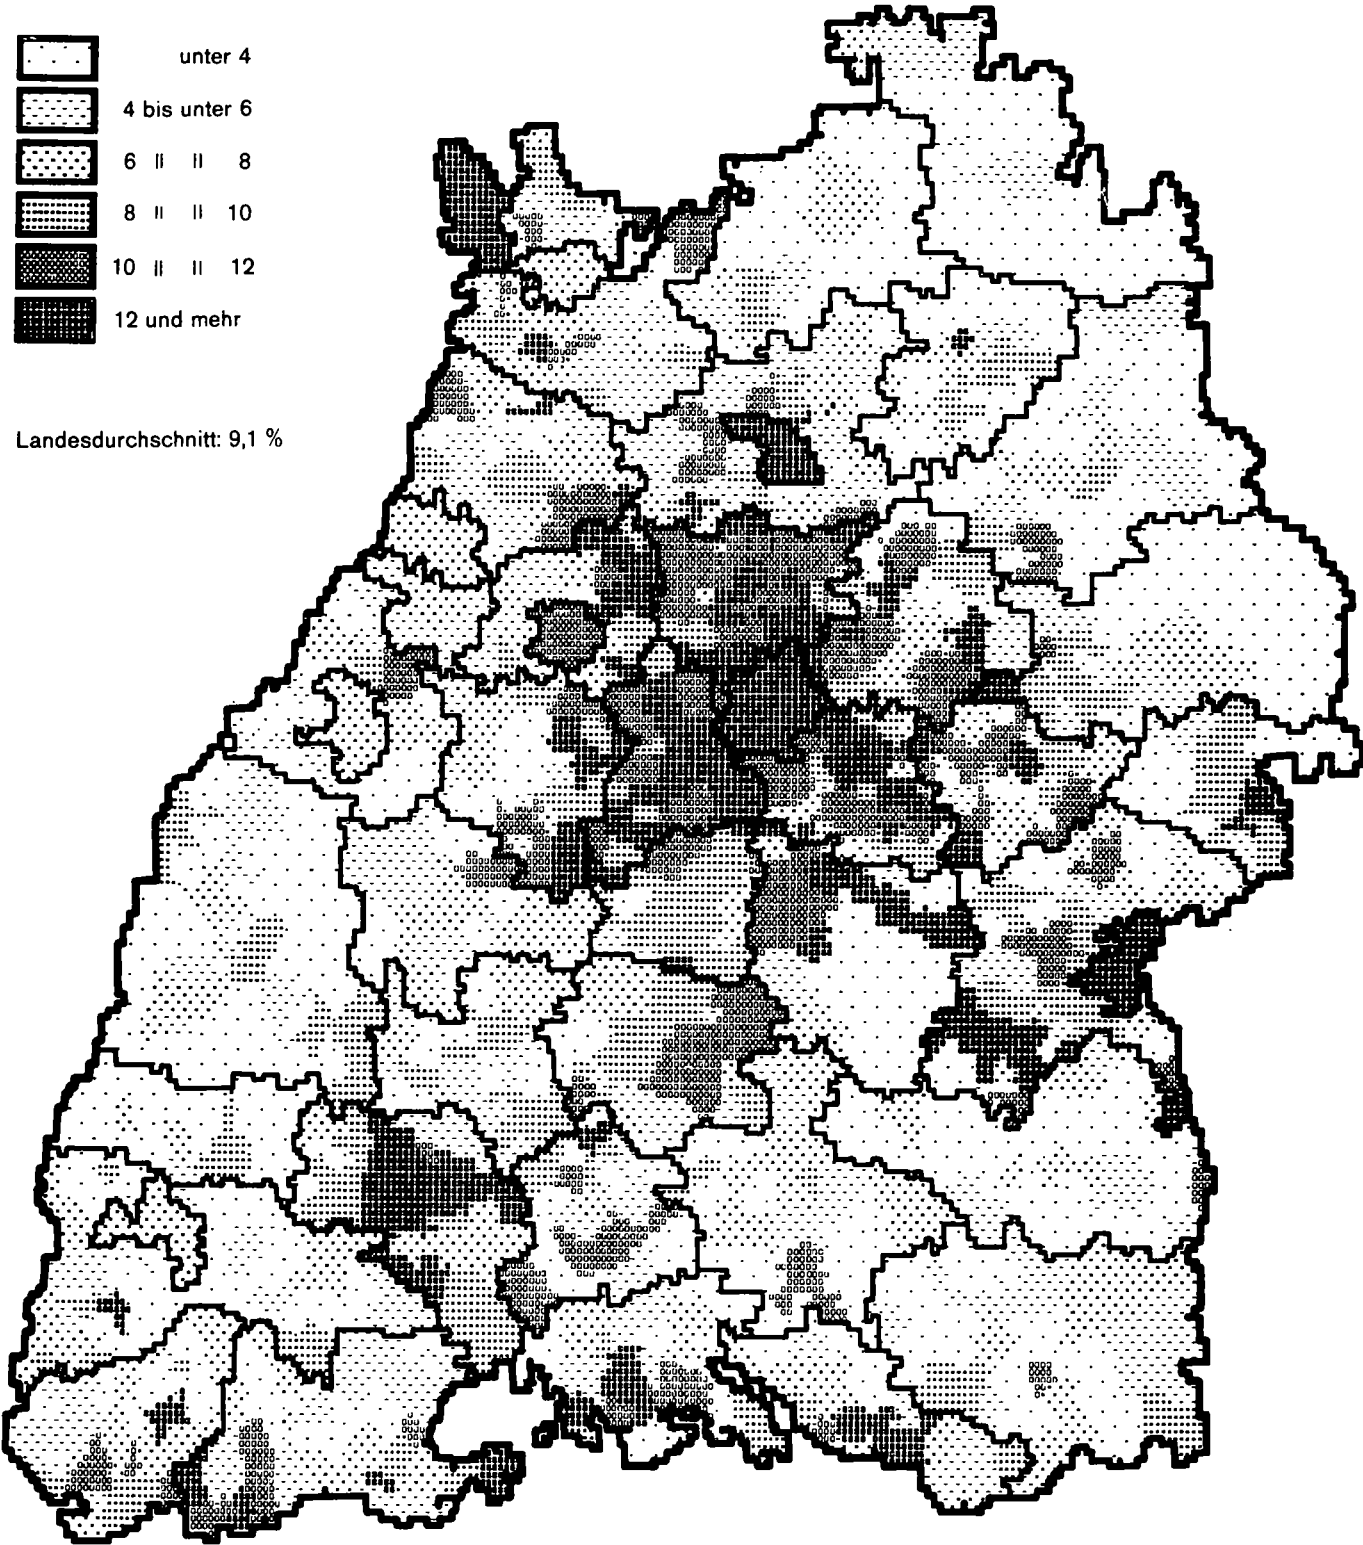 unter 4
4 bis unter 6
6 " " 8
8 " " 10
10 " " 12
12 und mehr
Landesdurchschnitt: 9,1 %